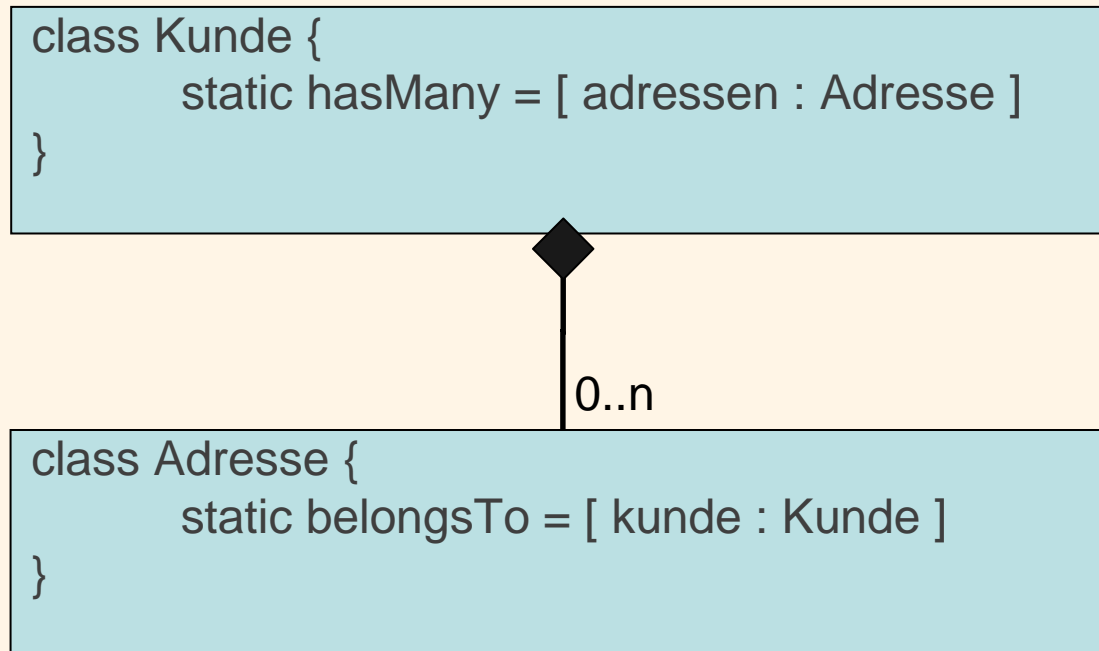 class Kunde {
static hasMany = [ adressen : Adresse ]
}
0..n
class Adresse {
static belongsTo = [ kunde : Kunde ]
}